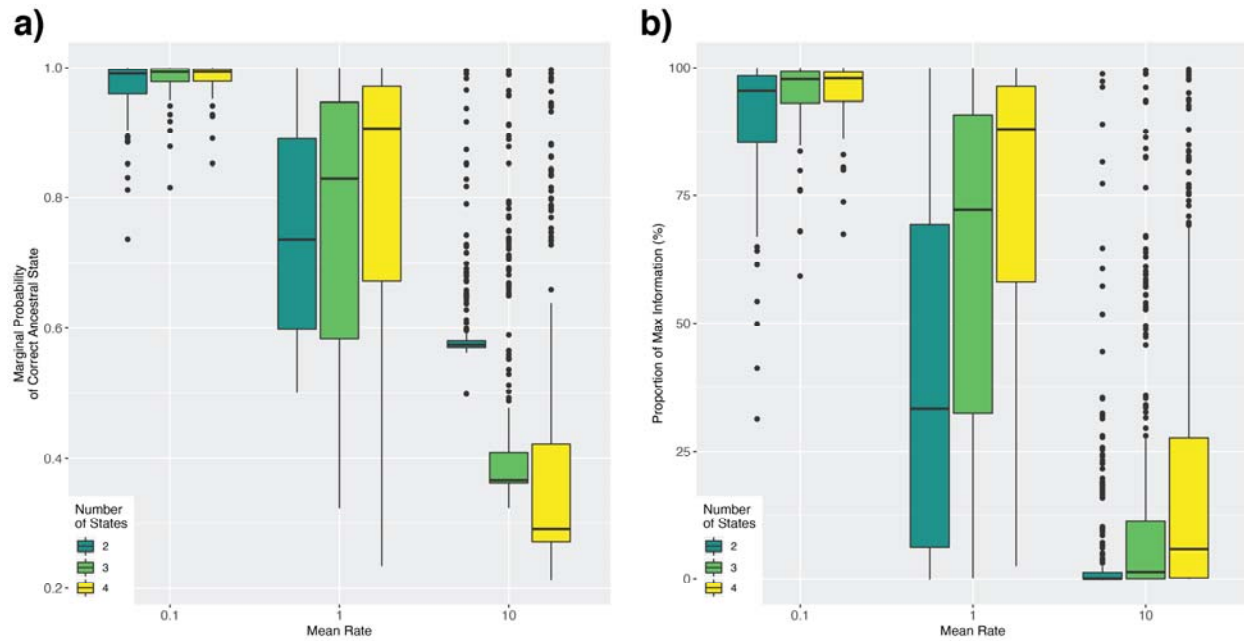 a)
Marginal Probability
of Correct Ancestral State
1.0
0.8
0.6
0.4
0.2
Number
of States
2
3
4
0.1
1
10
Mean Rate
b)
Proportion of Max Information (%)
100
75
50
25
0
Number
of States
2
3
4
0.1
1
10
Mean Rate